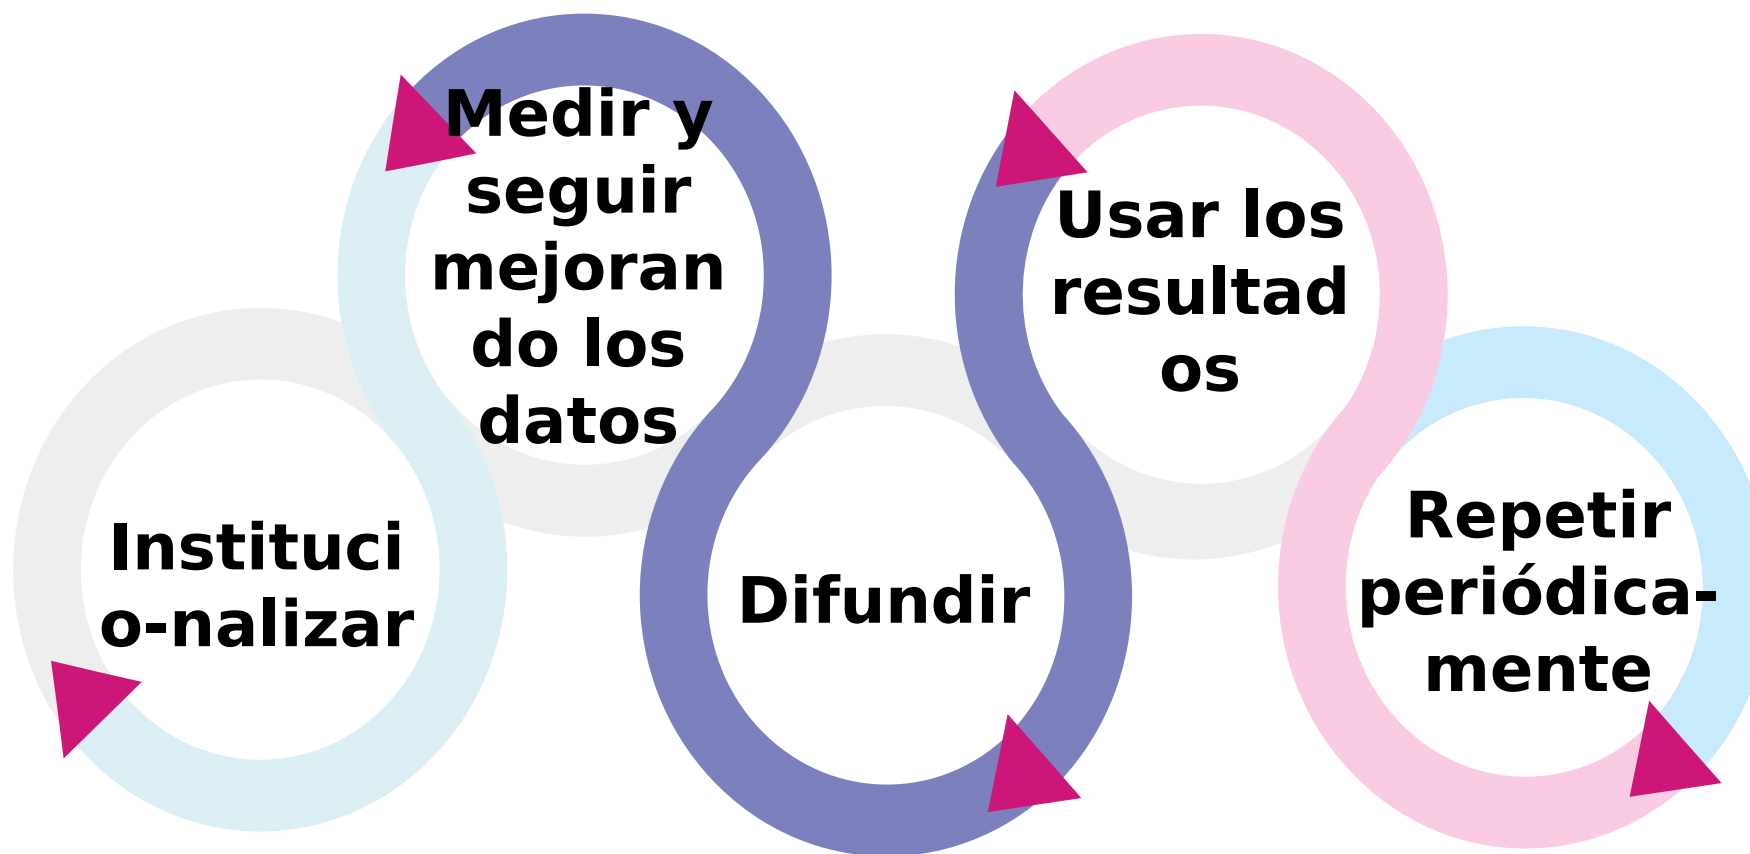 Instituci
o-nalizar
Medir y
seguir
mejoran
do los
datos
Difundir
Usar los
resultad
os
Repetir
periódica-
mente